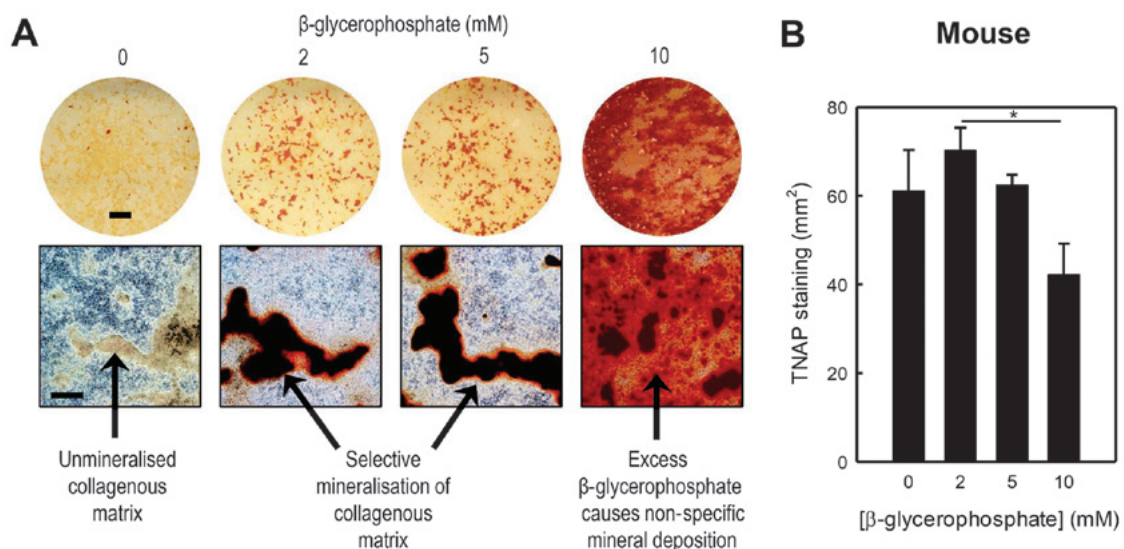 A
β-glycerophosphate (mM)
0 2 5 10
Unmineralised
collagenous
matrix
Selective
mineralisation of
collagenous
matrix
Excess
β-glycerophosphate
causes non-specific
mineral deposition
B
Mouse
TNAP staining (mm²)
80
60
40
20
0
*
0 2 5 10
[β-glycerophosphate] (mM)